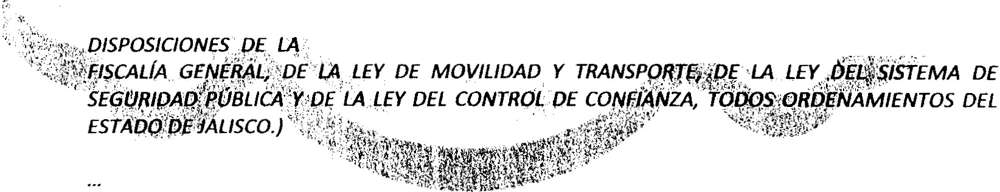 DISPOSICIONES DE LA
FISCALÍA GENERAL, DE LA LEY DE MOVILIDAD Y TRANSPORTE, DE LA LEY DEL SISTEMA DE
SEGURIDAD PÚBLICA Y DE LA LEY DEL CONTROL DE CONFIANZA, TODOS ORDENAMIENTOS DEL
ESTADO DE JALISCO.)
...